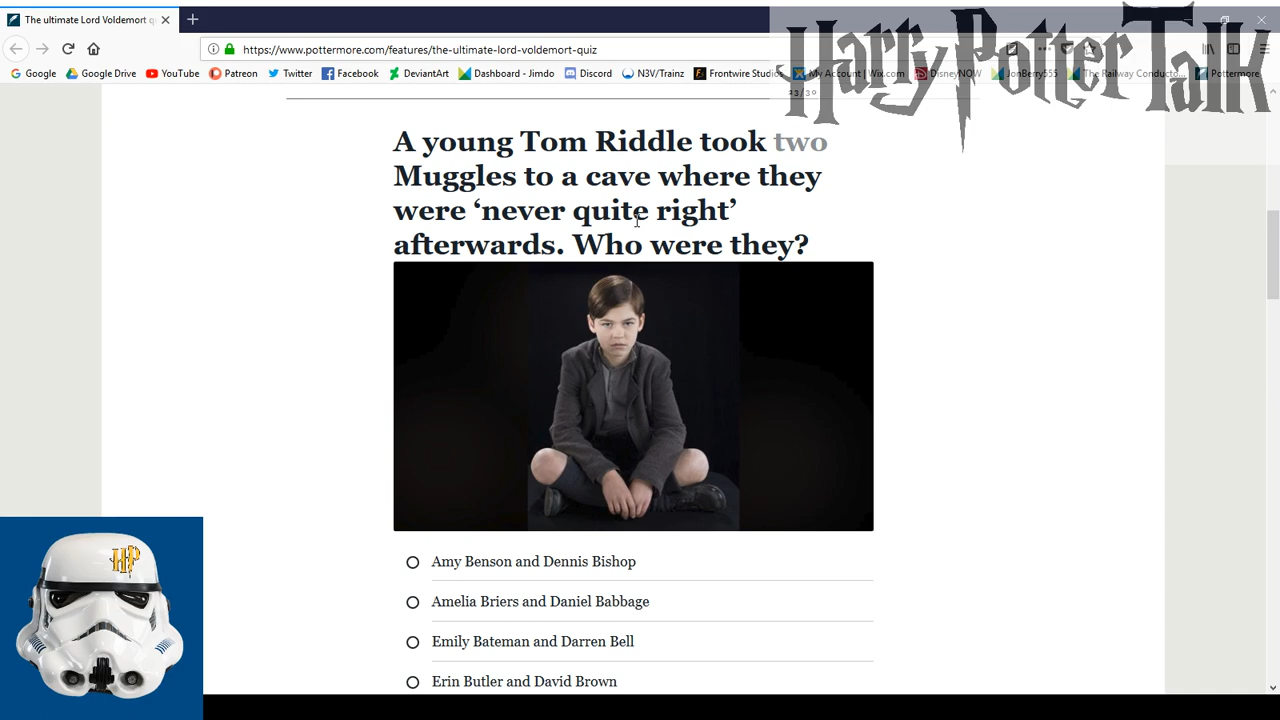 The ultimate Lord Voldemort q
https://www.pottermore.com/features/the-ultimate-lord-voldemort-quiz
Google Google Drive YouTube Patreon Twitter Facebook DeviantArt Dashboard - Jimdo Discord N3V/Trainz Frontwire Studios My Account | Wix.com DisneyNOW JonBerry555 The Railway Conducto... Pottermore
Harry Potter Talk
23/30
A young Tom Riddle took two
Muggles to a cave where they
were ‘never quite right’
afterwards. Who were they?
Amy Benson and Dennis Bishop
Amelia Briers and Daniel Babbage
Emily Bateman and Darren Bell
Erin Butler and David Brown
HP